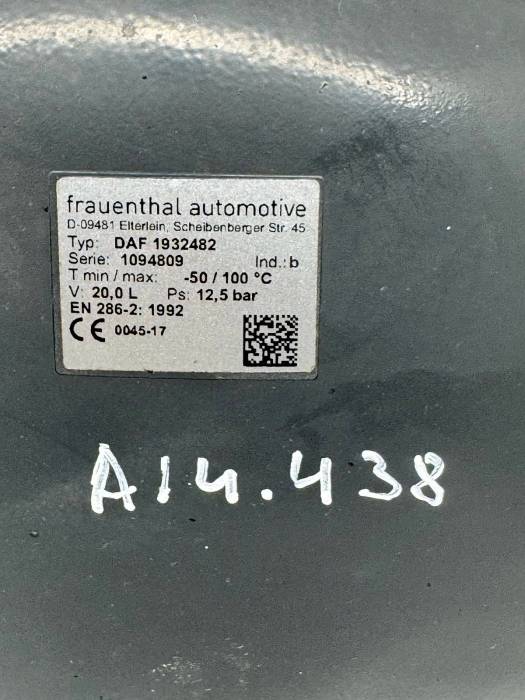 frauenthal automotive
D-09481 Elterlein, Scheibenberger Str. 45
Typ: DAF 1932482
Serie: 1094809 Ind.: b
T min / max: -50 / 100 °C
V: 20,0 L Ps: 12,5 bar
EN 286-2: 1992
CE 0045-17
A14.438